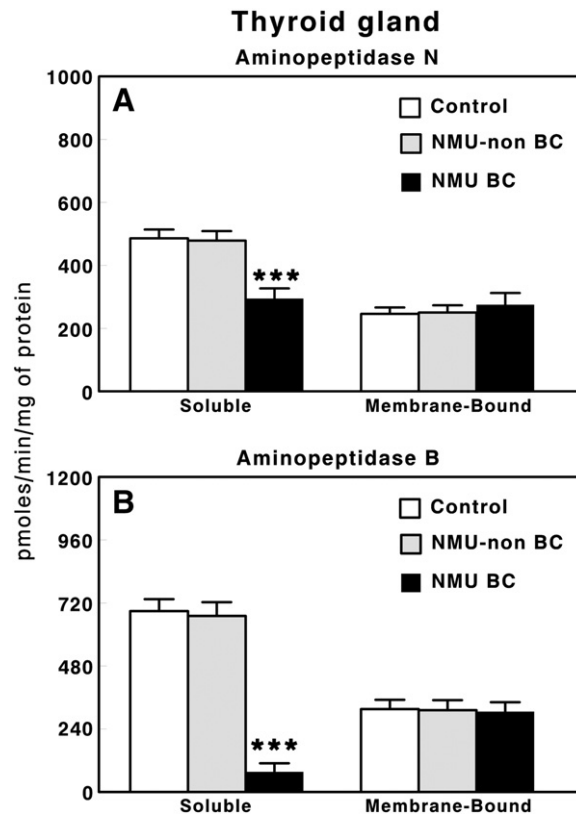 Thyroid gland
Aminopeptidase N
A
Control
NMU-non BC
NMU BC
1000
800
600
400
200
0
***
Soluble
Membrane-Bound
pmoles/min/mg of protein
Aminopeptidase B
B
Control
NMU-non BC
NMU BC
1200
960
720
480
240
0
***
Soluble
Membrane-Bound